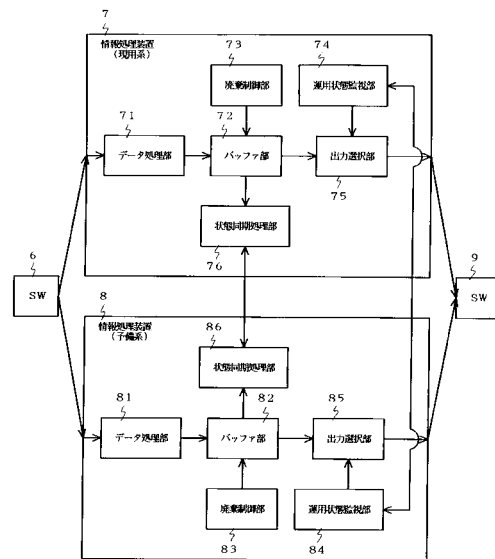 7
情報処理装置
(現用系)
73
74
廃棄制御部
運用状態監視部
71
72
データ処理部
バッファ部
出力選択部
75
状態同期処理部
76
6
SW
9
SW
8
情報処理装置
(予備系)
86
状態同期処理部
81
82
85
データ処理部
バッファ部
出力選択部
廃棄制御部
運用状態監視部
83
84